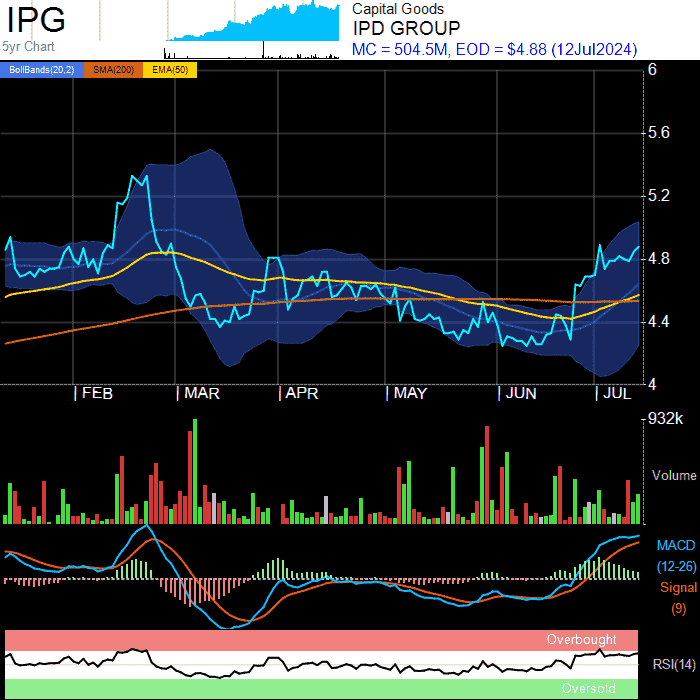 IPG
5yr Chart
Capital Goods
IPD GROUP
MC = 504.5M, EOD = $4.88 (12Jul2024)
BollBands(20,2) SMA(200) EMA(50)
6
5.6
5.2
4.8
4.4
4
FEB MAR APR MAY JUN JUL
932k
Volume
MACD
(12-26)
Signal
(9)
Overbought
RSI(14)
Oversold